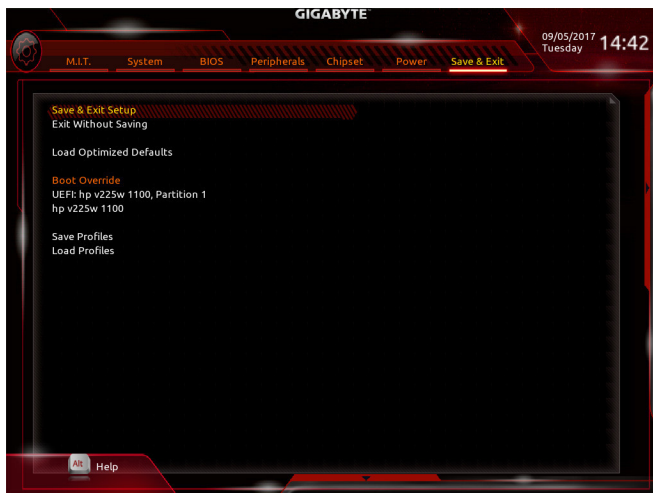 GIGABYTE™
09/05/2017
Tuesday
14:42
M.I.T. System BIOS Peripherals Chipset Power Save & Exit
Save & Exit Setup
Exit Without Saving
Load Optimized Defaults
Boot Override
UEFI: hp v225w 1100, Partition 1
hp v225w 1100
Save Profiles
Load Profiles
Alt Help